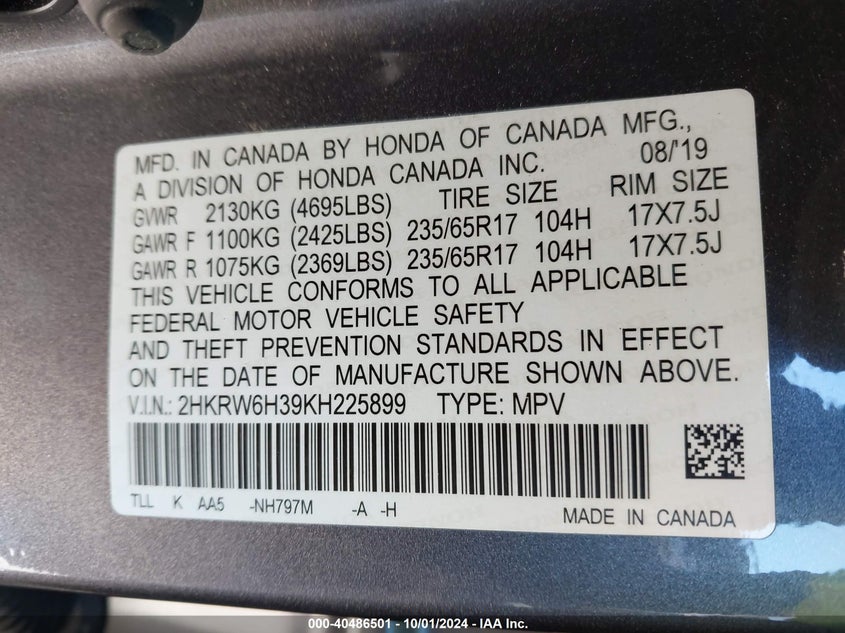 MFD. IN CANADA BY HONDA OF CANADA MFG.,
A DIVISION OF HONDA CANADA INC. 08/'19
GVWR 2130KG (4695LBS) TIRE SIZE RIM SIZE
GAWR F 1100KG (2425LBS) 235/65R17 104H 17X7.5J
GAWR R 1075KG (2369LBS) 235/65R17 104H 17X7.5J
THIS VEHICLE CONFORMS TO ALL APPLICABLE
FEDERAL MOTOR VEHICLE SAFETY
AND THEFT PREVENTION STANDARDS IN EFFECT
ON THE DATE OF MANUFACTURE SHOWN ABOVE.
V.I.N.: 2HKRW6H39KH225899 TYPE: MPV
TLL K AA5 -NH797M -A -H
MADE IN CANADA
000-40486501 - 10/01/2024 - IAA Inc.